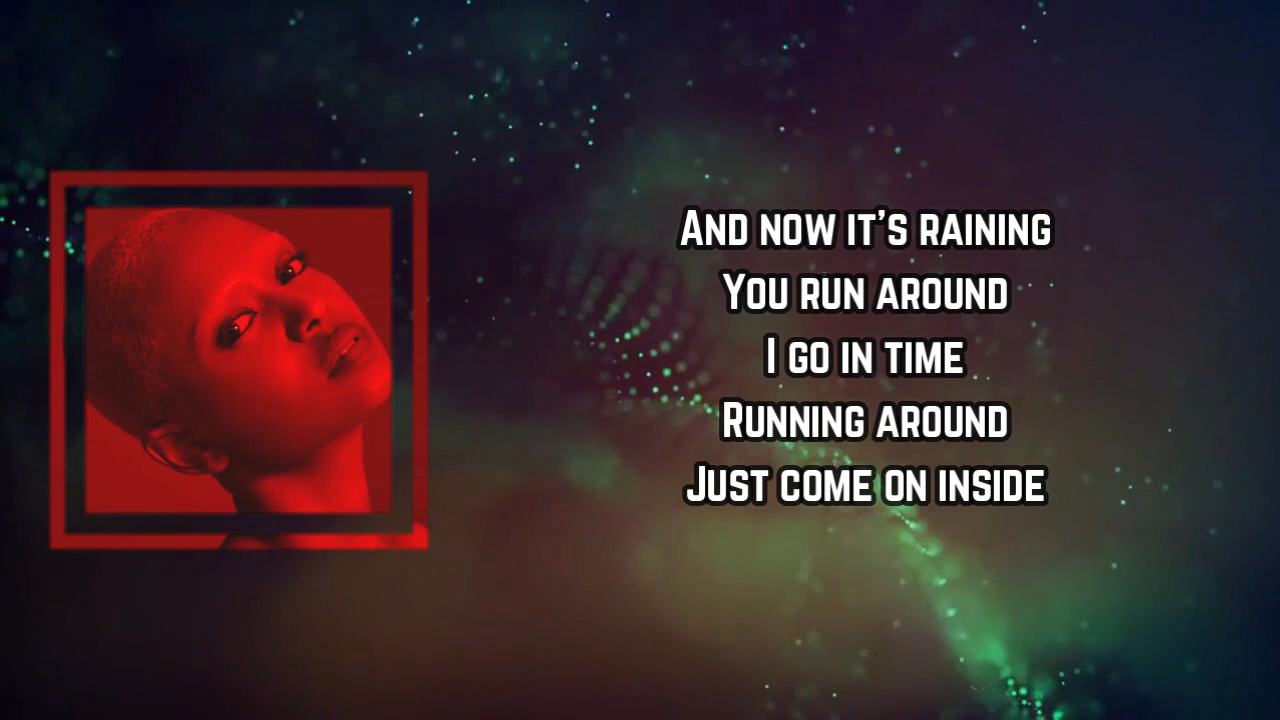 And now it's raining
You run around
I go in time
Running around
Just come on inside